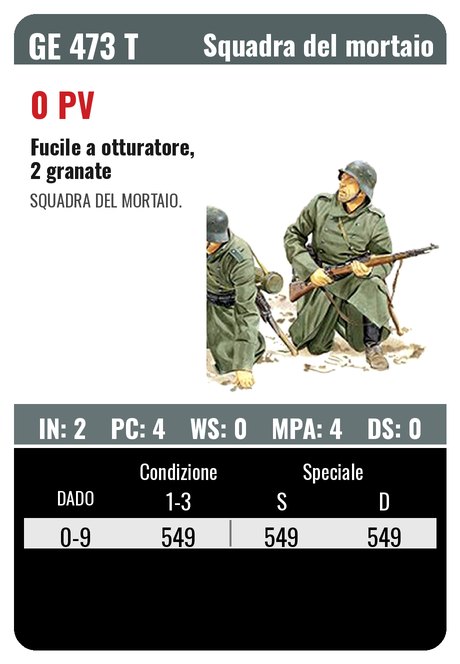 GE 473 T Squadra del mortaio
0 PV
Fucile a otturatore,
2 granate
SQUADRA DEL MORTAIO.
IN: 2 PC: 4 WS: 0 MPA: 4 DS: 0
Condizione Speciale
DADO 1-3 S D
0-9 549 549 549